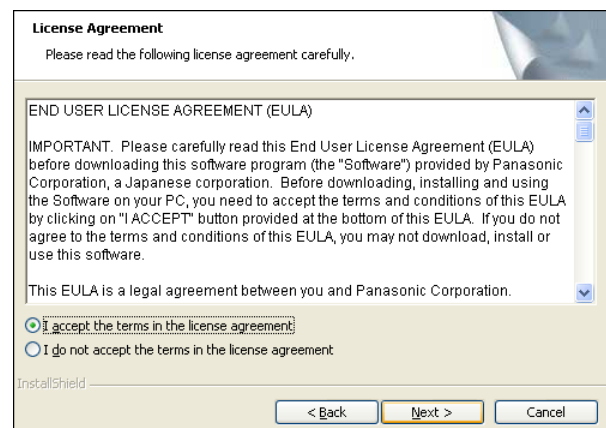 License Agreement
Please read the following license agreement carefully.
END USER LICENSE AGREEMENT (EULA)
IMPORTANT.  Please carefully read this End User License Agreement (EULA)
before downloading this software program (the "Software") provided by Panasonic
Corporation, a Japanese corporation.  Before downloading, installing and using
the Software on your PC, you need to accept the terms and conditions of this EULA
by clicking on "I ACCEPT" button provided at the bottom of this EULA.  If you do not
agree to the terms and conditions of this EULA, you may not download, install or
use this software.
This EULA is a legal agreement between you and Panasonic Corporation.
I accept the terms in the license agreement
I do not accept the terms in the license agreement
InstallShield
< Back Next > Cancel